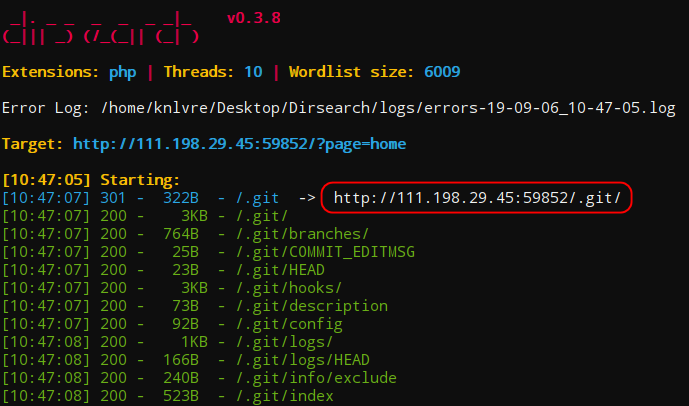 _|. _ _  _  _  _ _|_    v0.3.8
(_||| _) (/_(_|| (_| )
Extensions: php | Threads: 10 | Wordlist size: 6009
Error Log: /home/knlvre/Desktop/Dirsearch/logs/errors-19-09-06_10-47-05.log
Target: http://111.198.29.45:59852/?page=home
[10:47:05] Starting:
[10:47:07] 301 -  322B  - /.git  ->  http://111.198.29.45:59852/.git/
[10:47:07] 200 -    3KB - /.git/
[10:47:07] 200 -  764B  - /.git/branches/
[10:47:07] 200 -   25B  - /.git/COMMIT_EDITMSG
[10:47:07] 200 -   23B  - /.git/HEAD
[10:47:07] 200 -    3KB - /.git/hooks/
[10:47:07] 200 -   73B  - /.git/description
[10:47:07] 200 -   92B  - /.git/config
[10:47:08] 200 -    1KB - /.git/logs/
[10:47:08] 200 -  166B  - /.git/logs/HEAD
[10:47:08] 200 -  240B  - /.git/info/exclude
[10:47:08] 200 -  523B  - /.git/index